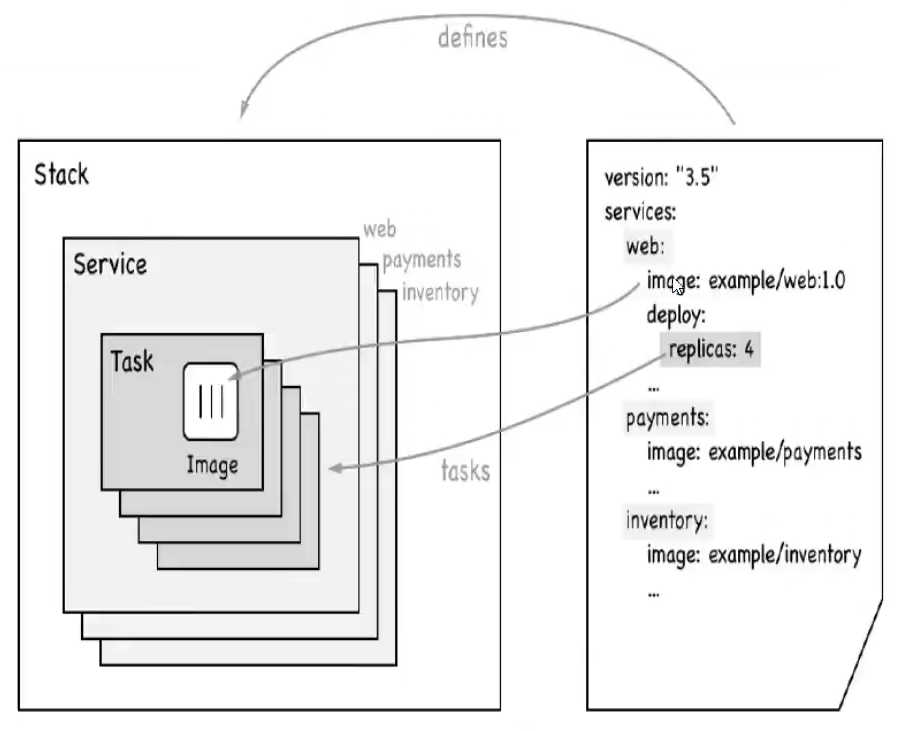 defines
Stack
web
payments
inventory
Service
Task
Image
tasks
version: "3.5"
services:
web:
image: example/web:1.0
deploy:
replicas: 4
...
payments:
image: example/payments
...
inventory:
image: example/inventory
...